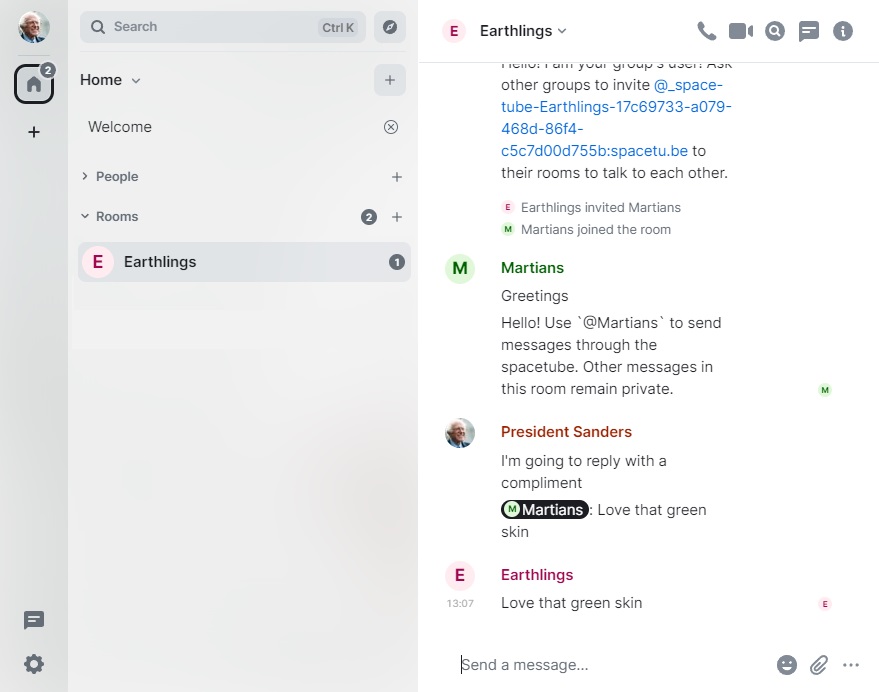 Search Ctrl K
2
Home
Welcome
People
Rooms 2
E Earthlings 1
E Earthlings
Hello! I am your group's user! Ask
other groups to invite @_space-
tube-Earthlings-17c69733-a079-
468d-86f4-
c5c7d00d755b:spacetu.be to
their rooms to talk to each other.
E Earthlings invited Martians
M Martians joined the room
M Martians
Greetings
Hello! Use `@Martians` to send
messages through the
spacetube. Other messages in
this room remain private.
M
President Sanders
I'm going to reply with a
compliment
M Martians: Love that green
skin
E Earthlings
13:07 Love that green skin
E
Send a message…